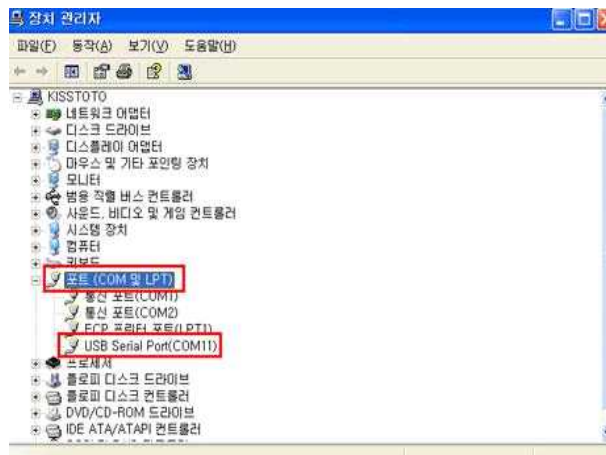 장치 관리자
파일(F) 동작(A) 보기(V) 도움말(H)
KISSTOTO
네트워크 어댑터
디스크 드라이브
디스플레이 어댑터
마우스 및 기타 포인팅 장치
모니터
범용 직렬 버스 컨트롤러
사운드, 비디오 및 게임 컨트롤러
시스템 장치
컴퓨터
키보드
포트 (COM 및 LPT)
통신 포트(COM1)
통신 포트(COM2)
ECP 프린터 포트(LPT1)
USB Serial Port(COM11)
프로세서
플로피 디스크 드라이브
플로피 디스크 컨트롤러
DVD/CD-ROM 드라이브
IDE ATA/ATAPI 컨트롤러